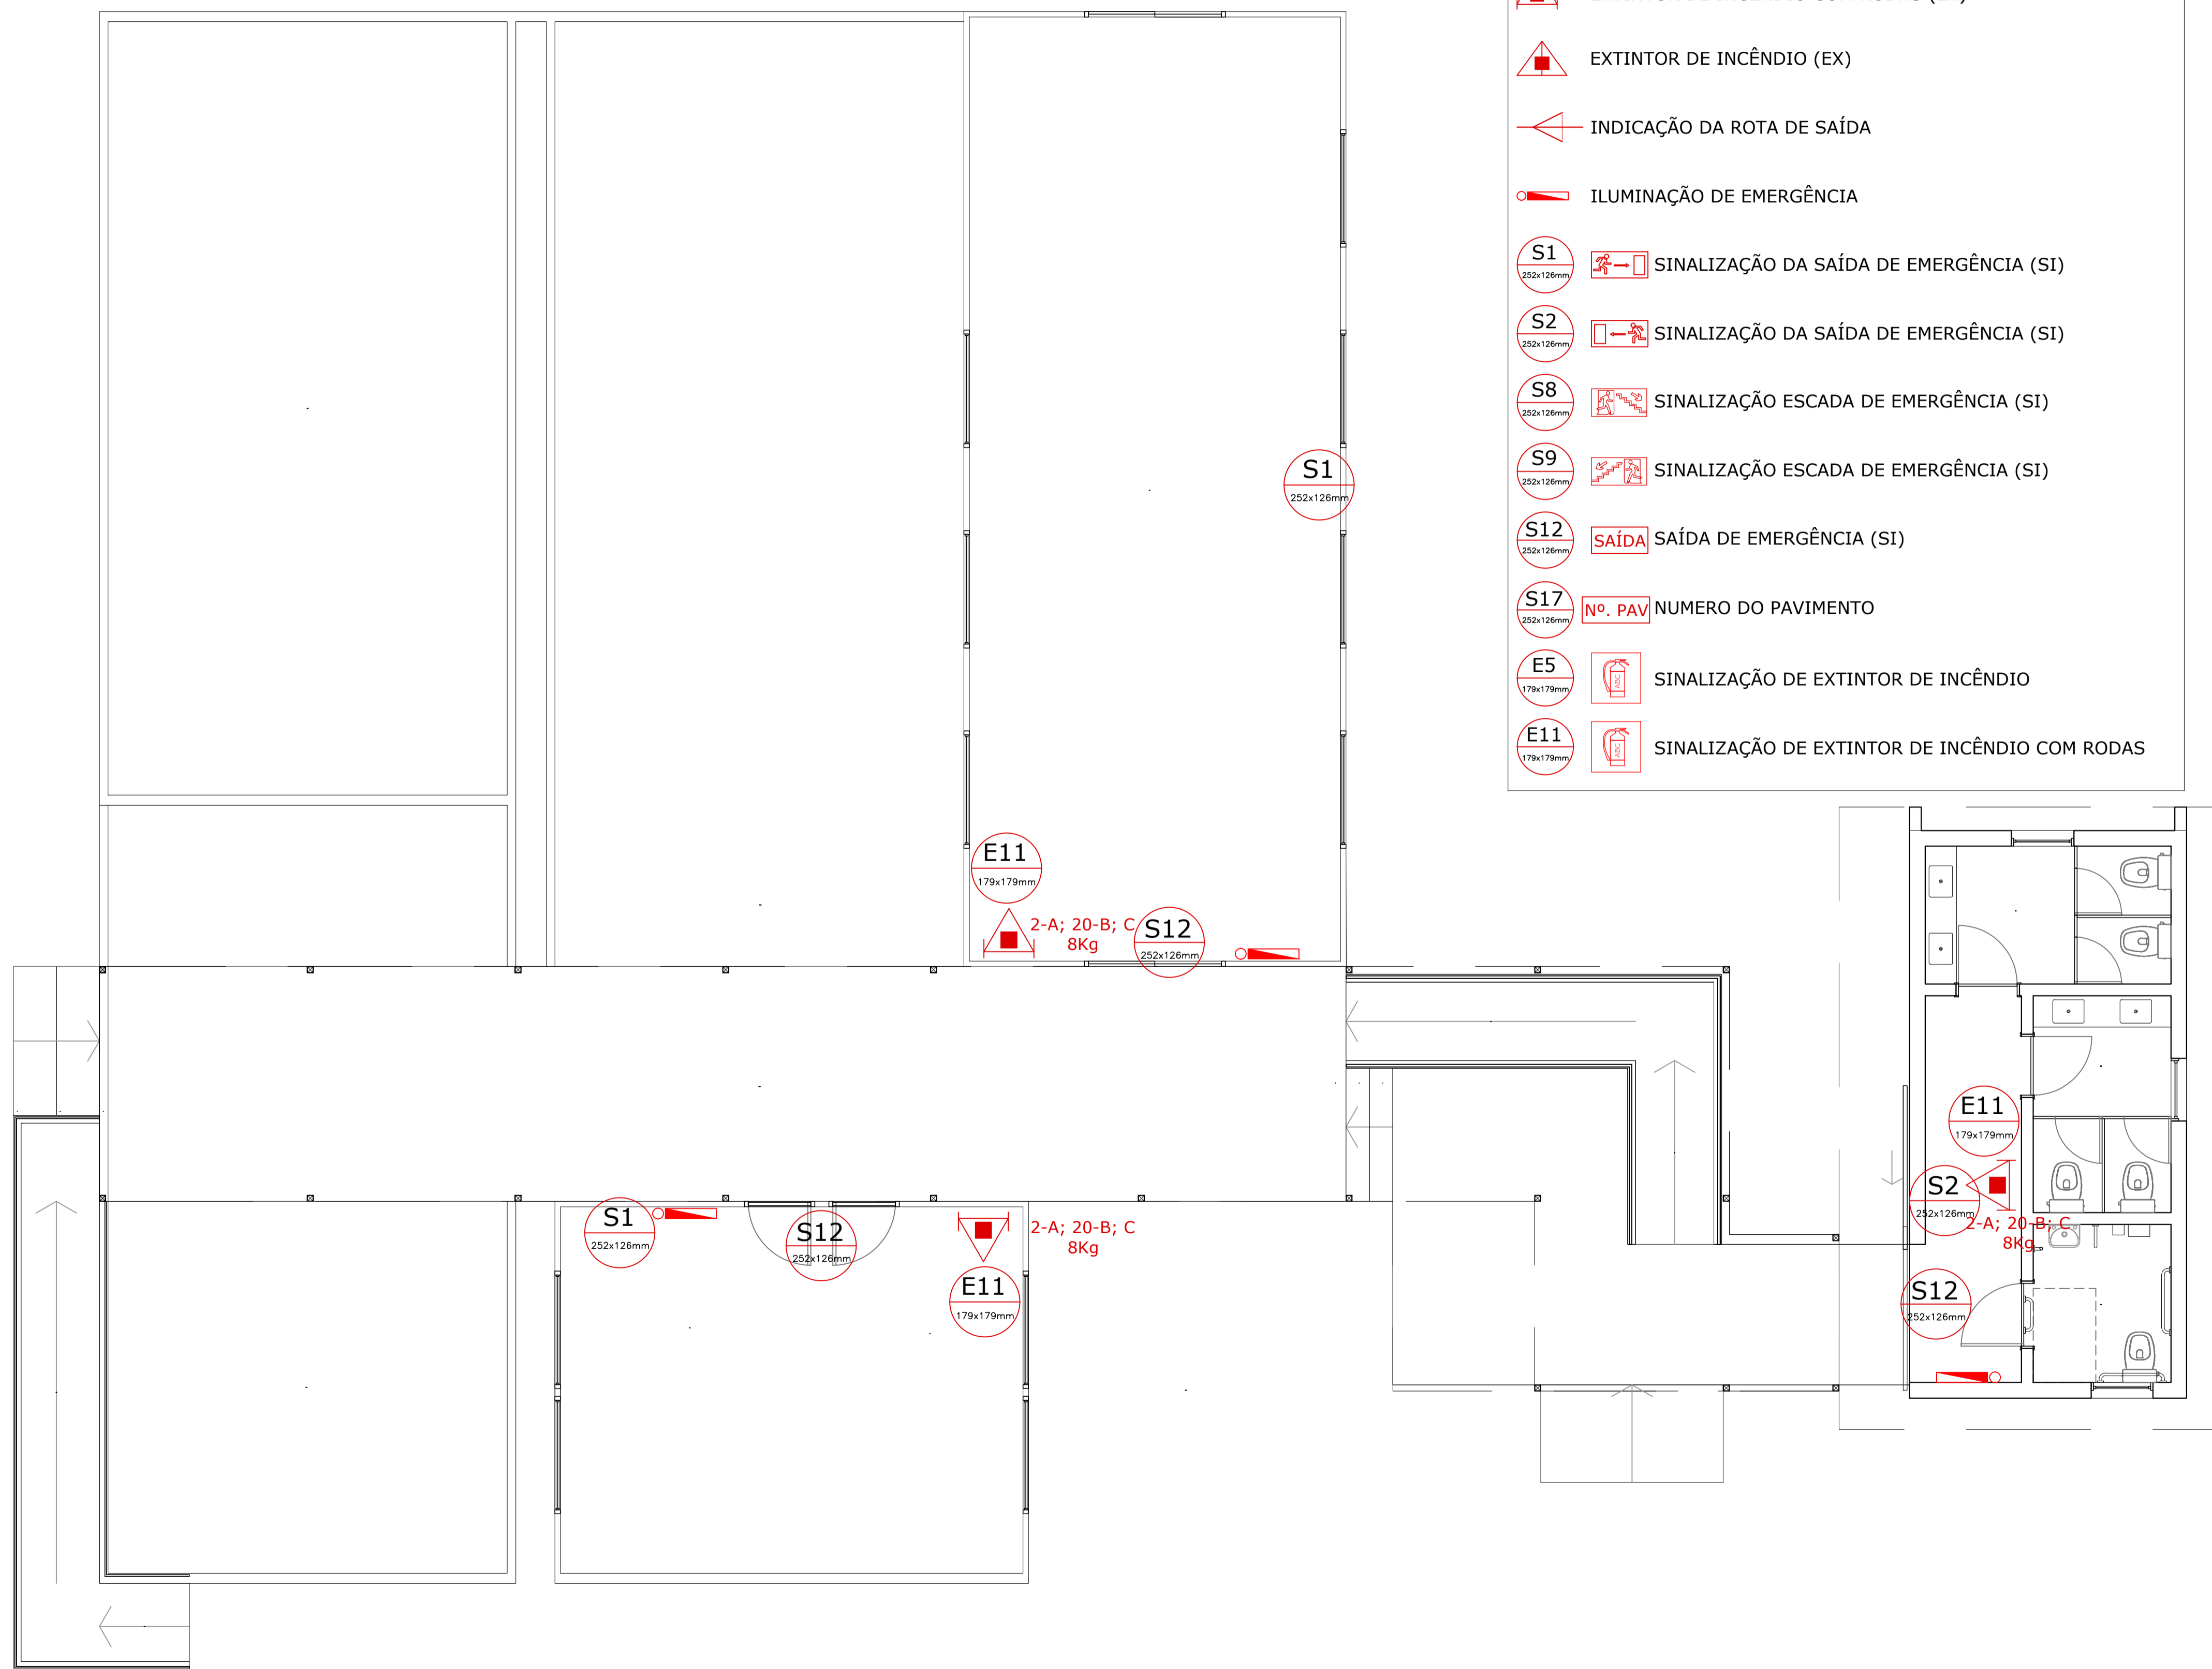 EXTINTOR DE INCÊNDIO (EX)
INDICAÇÃO DA ROTA DE SAÍDA
ILUMINAÇÃO DE EMERGÊNCIA
S1
252x126mm
SINALIZAÇÃO DA SAÍDA DE EMERGÊNCIA (SI)
S2
252x126mm
SINALIZAÇÃO DA SAÍDA DE EMERGÊNCIA (SI)
S8
252x126mm
SINALIZAÇÃO ESCADA DE EMERGÊNCIA (SI)
S9
252x126mm
SINALIZAÇÃO ESCADA DE EMERGÊNCIA (SI)
S12
252x126mm
SAÍDA
SAÍDA DE EMERGÊNCIA (SI)
S17
252x126mm
Nº. PAV
NUMERO DO PAVIMENTO
E5
179x179mm
ABC
SINALIZAÇÃO DE EXTINTOR DE INCÊNDIO
E11
179x179mm
ABC
SINALIZAÇÃO DE EXTINTOR DE INCÊNDIO COM RODAS
S1
252x126mm
E11
179x179mm
2-A; 20-B; C
8Kg
S12
252x126mm
S1
252x126mm
S12
252x126mm
2-A; 20-B; C
8Kg
E11
179x179mm
E11
179x179mm
S2
252x126mm
2-A; 20-B; C
8Kg
S12
252x126mm